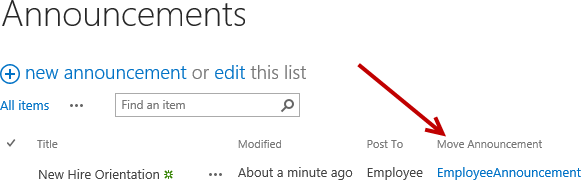 Announcements
new announcement or edit this list
All items ••• Find an item
Title Modified Post To Move Announcement
New Hire Orientation ••• About a minute ago Employee EmployeeAnnouncement